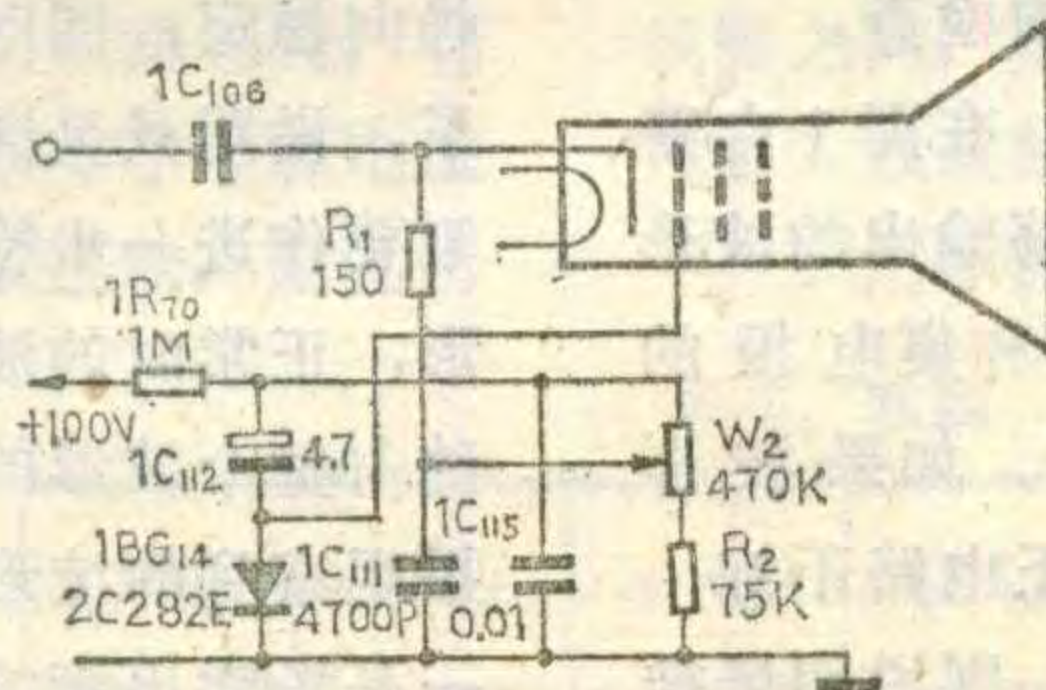 1C₁₀₆
R₁
150
1R₇₀
1M
+100V
1C₁₁₂
4.7
W₂
470K
1C₁₁₅
1BG₁₄
2C282E
1C₁₁₁
4700P
0.01
R₂
75K